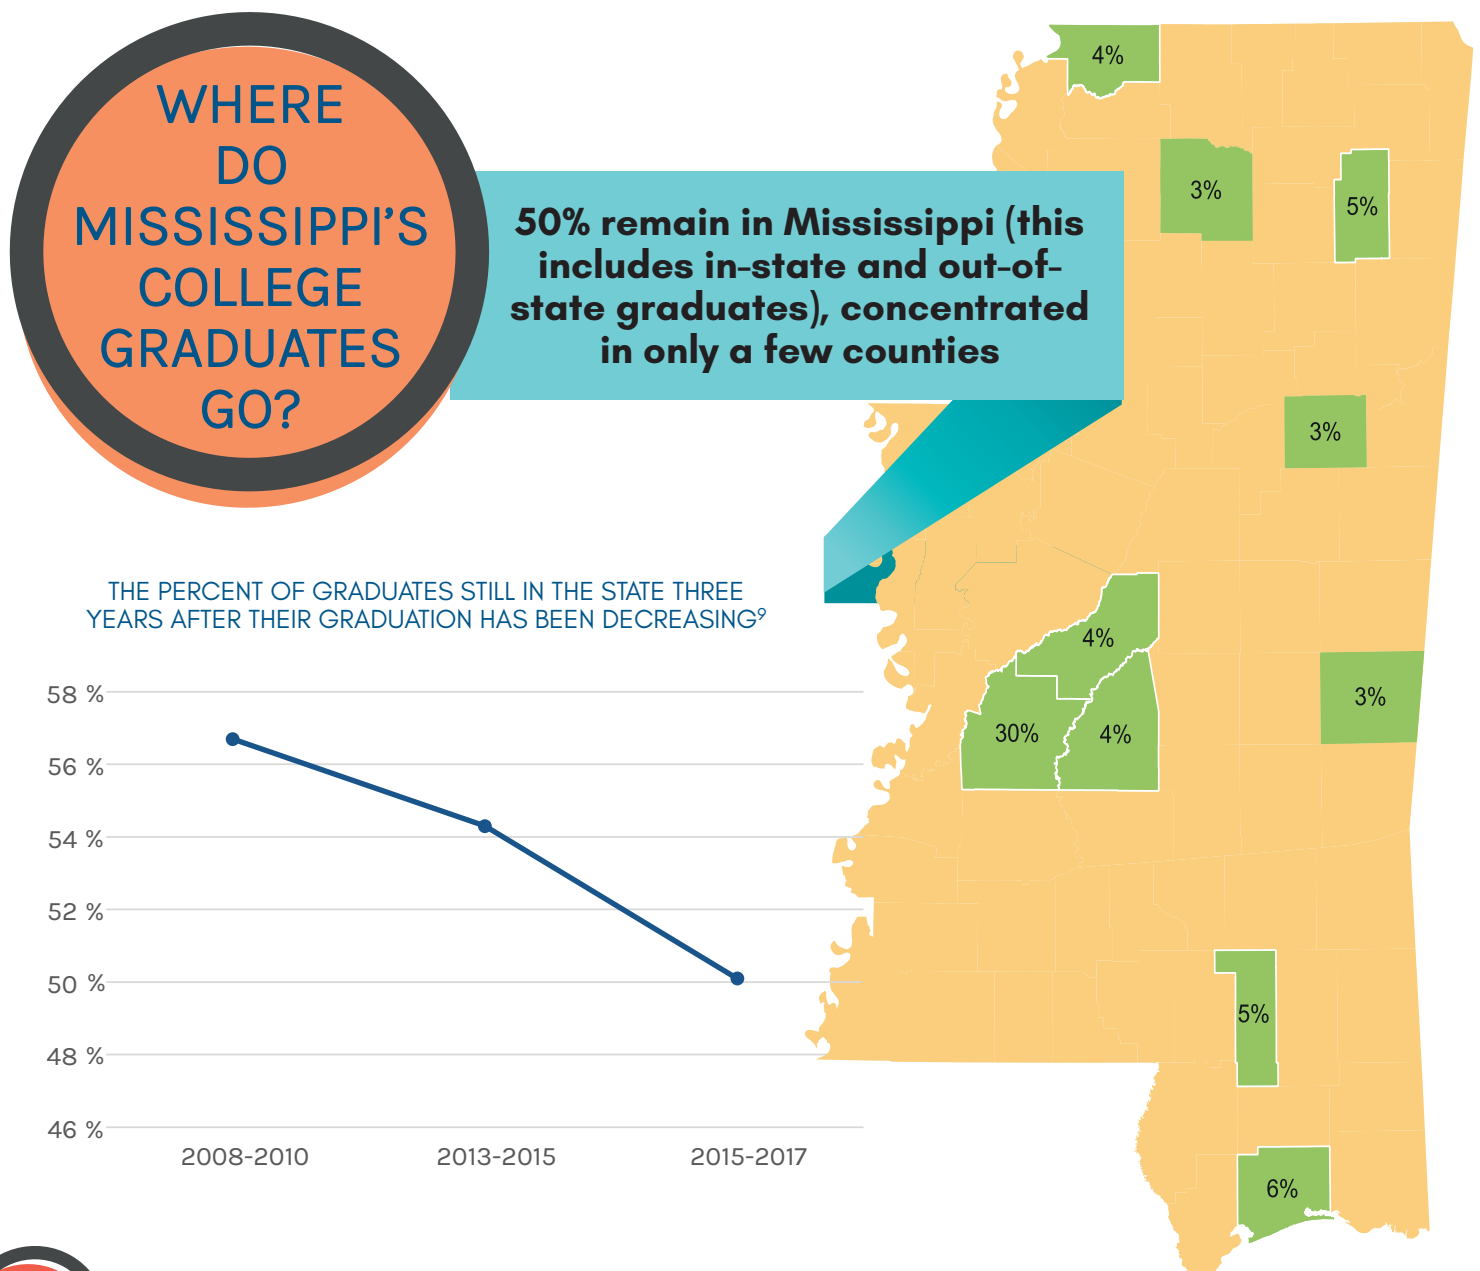 WHERE
DO
MISSISSIPPI'S
COLLEGE
GRADUATES
GO?
50% remain in Mississippi (this
includes in-state and out-of-
state graduates), concentrated
in only a few counties
THE PERCENT OF GRADUATES STILL IN THE STATE THREE
YEARS AFTER THEIR GRADUATION HAS BEEN DECREASING⁹
58 %
56 %
54 %
52 %
50 %
48 %
46 %
2008-2010 2013-2015 2015-2017
4%
3%
5%
3%
4%
3%
30%
4%
5%
6%